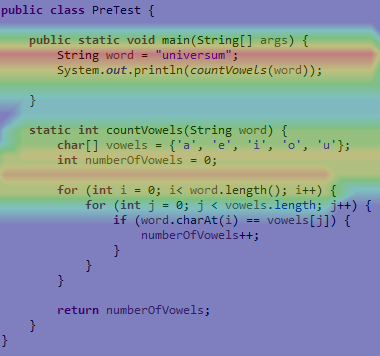 public class PreTest {
    public static void main(String[] args) {
        String word = "universum";
        System.out.println(countVowels(word));
    }
    static int countVowels(String word) {
        char[] vowels = {'a', 'e', 'i', 'o', 'u'};
        int numberOfVowels = 0;
        for (int i = 0; i< word.length(); i++) {
            for (int j = 0; j < vowels.length; j++) {
                if (word.charAt(i) == vowels[j]) {
                    numberOfVowels++;
                }
            }
        }
        return numberOfVowels;
    }
}